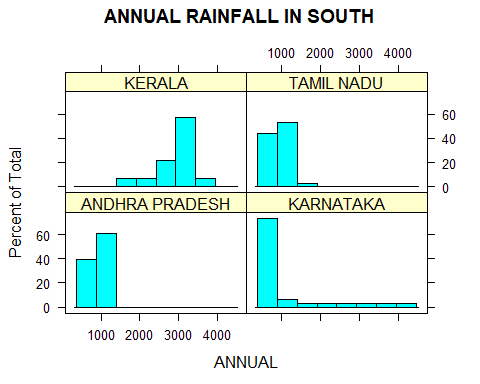 ANNUAL RAINFALL IN SOUTH
1000 2000 3000 4000
KERALA TAMIL NADU
60
40
20
0
Percent of Total
ANDHRA PRADESH KARNATAKA
60
40
20
0
1000 2000 3000 4000
ANNUAL